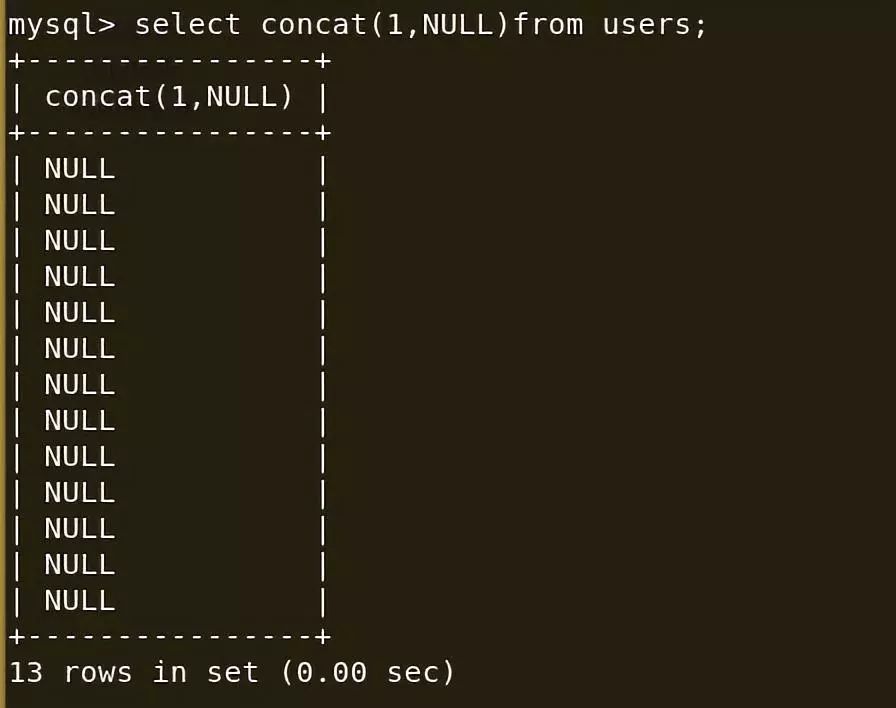 mysql> select concat(1,NULL)from users;
+----------------+
| concat(1,NULL) |
+----------------+
| NULL           |
| NULL           |
| NULL           |
| NULL           |
| NULL           |
| NULL           |
| NULL           |
| NULL           |
| NULL           |
| NULL           |
| NULL           |
| NULL           |
| NULL           |
+----------------+
13 rows in set (0.00 sec)